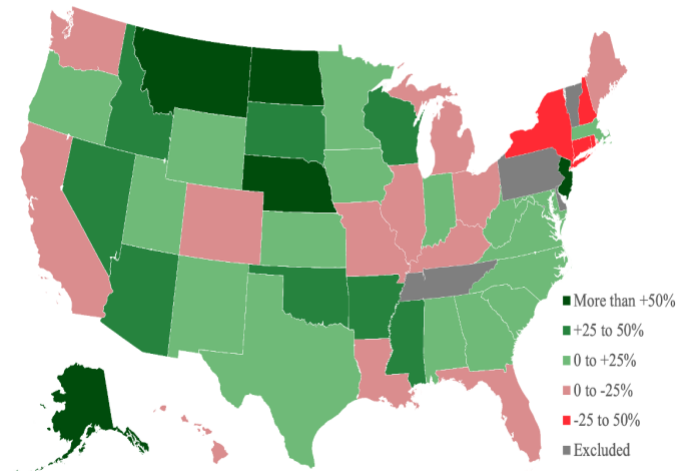 More than +50%
+25 to 50%
0 to +25%
0 to -25%
-25 to 50%
Excluded